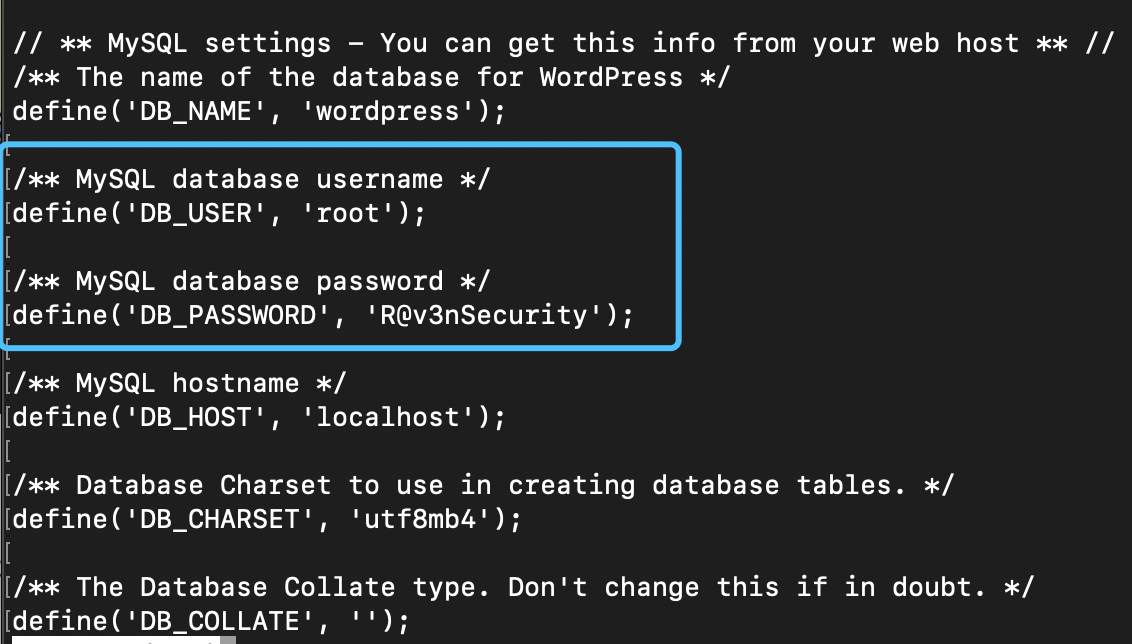 // ** MySQL settings – You can get this info from your web host ** //
/** The name of the database for WordPress */
define('DB_NAME', 'wordpress');
[
[/** MySQL database username */
[define('DB_USER', 'root');
[
[/** MySQL database password */
[define('DB_PASSWORD', 'R@v3nSecurity');
[
[/** MySQL hostname */
[define('DB_HOST', 'localhost');
[
[/** Database Charset to use in creating database tables. */
[define('DB_CHARSET', 'utf8mb4');
[
[/** The Database Collate type. Don't change this if in doubt. */
[define('DB_COLLATE', '');